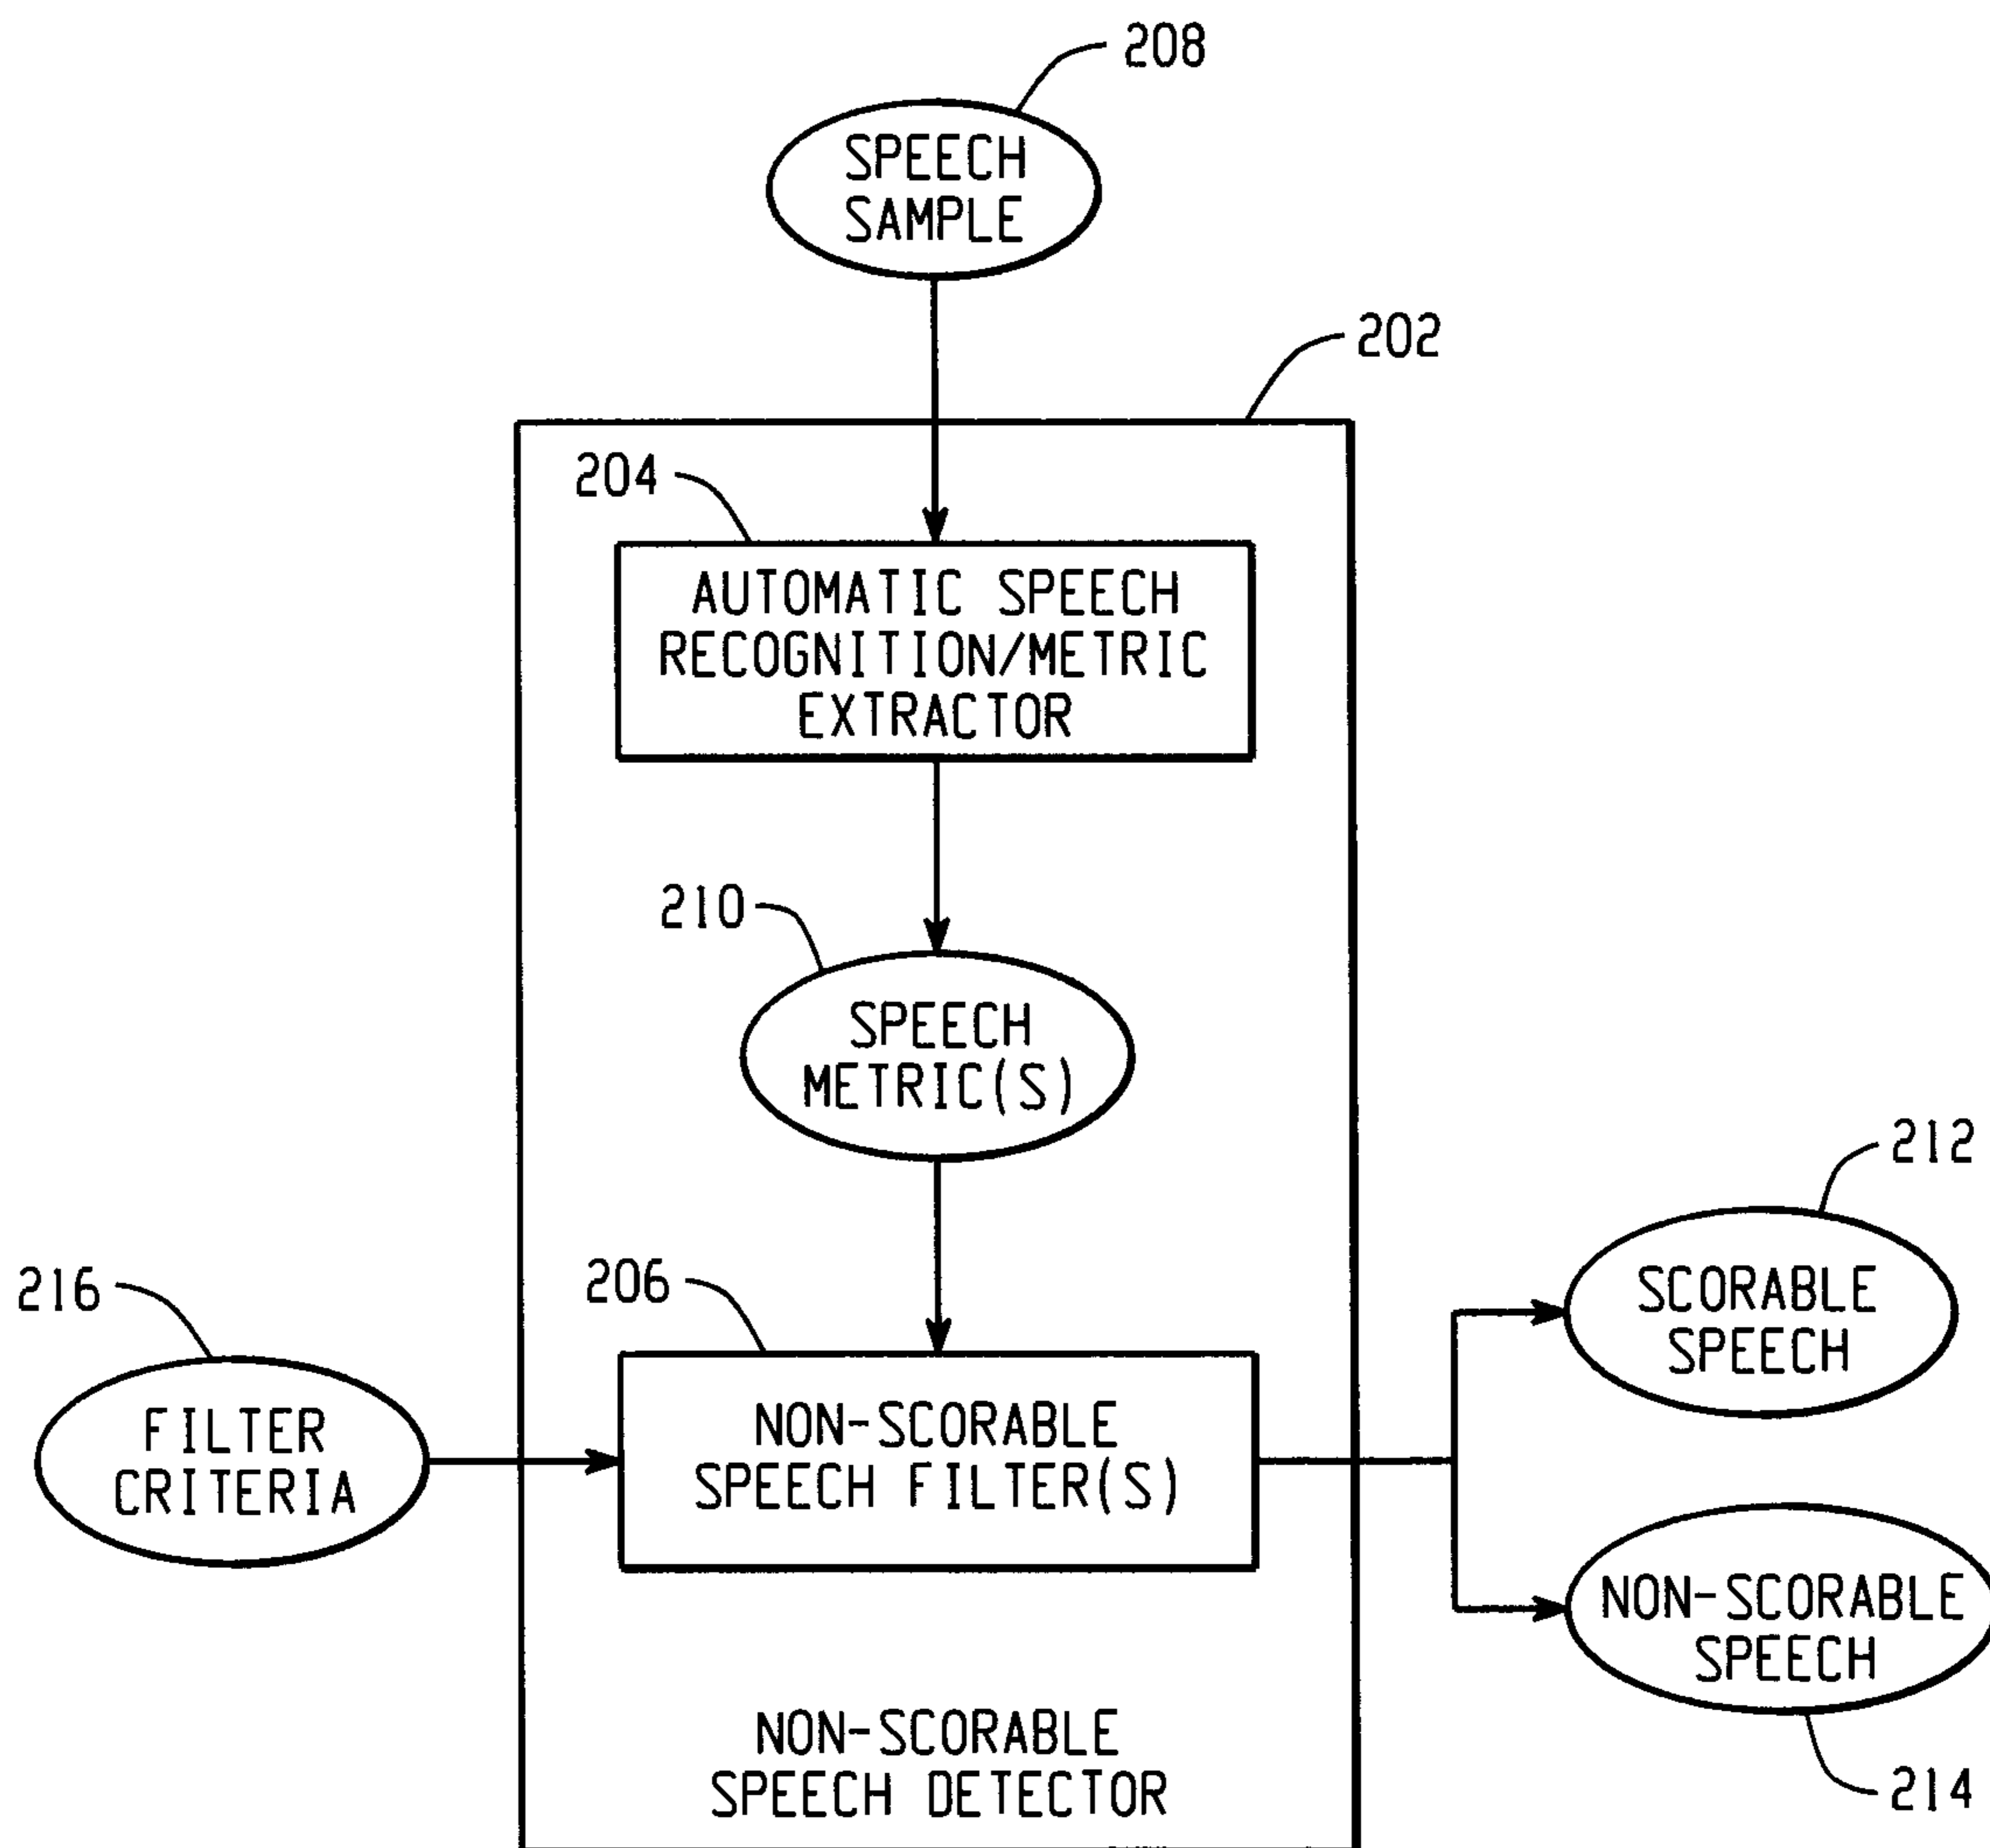 208
SPEECH
SAMPLE
202
204
AUTOMATIC SPEECH
RECOGNITION/METRIC
EXTRACTOR
210
SPEECH
METRIC(S)
212
216
206
SCORABLE
SPEECH
FILTER
CRITERIA
NON-SCORABLE
SPEECH FILTER(S)
NON-SCORABLE
SPEECH
NON-SCORABLE
SPEECH DETECTOR
214